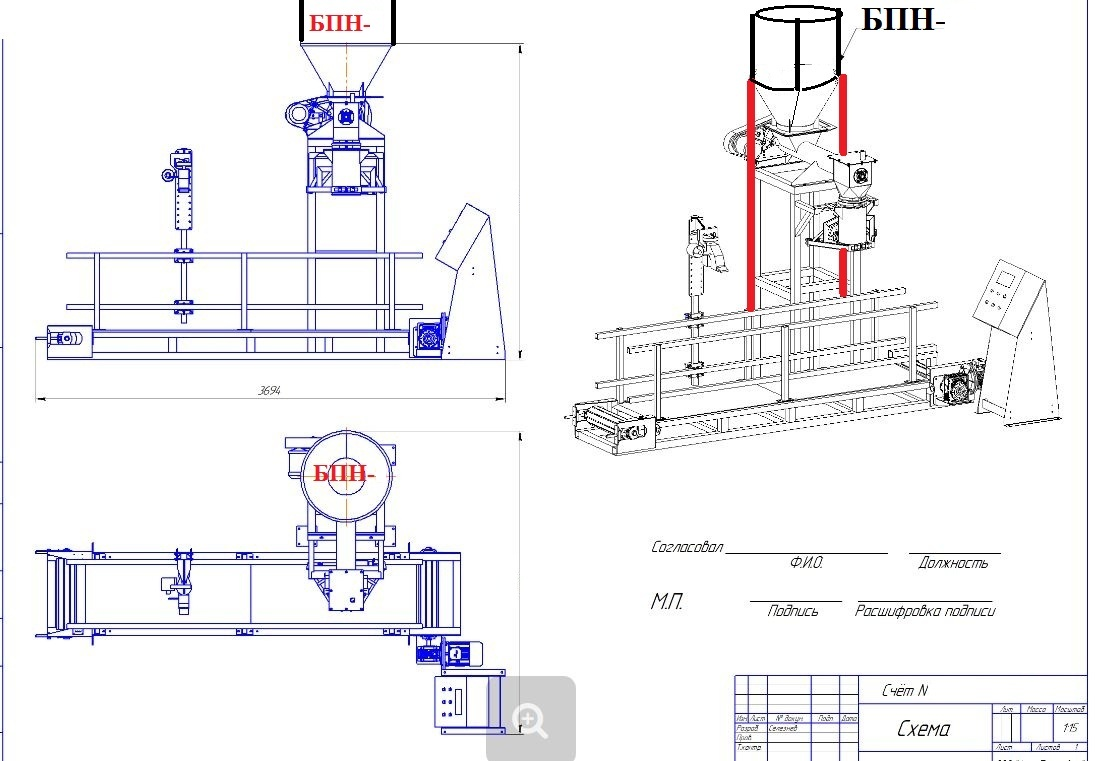 БПН-
БПН-
3694
БПН-
Согласовал
Ф.И.О.
Должность
М.П.
Подпись
Расшифровка подписи
Счёт N
Схема
Лит Масса Масштаб
1:15
Изм Лист № докум. Подп. Дата
Разраб. Селезнев
Пров.
Т.контр.
Лист Листов 1